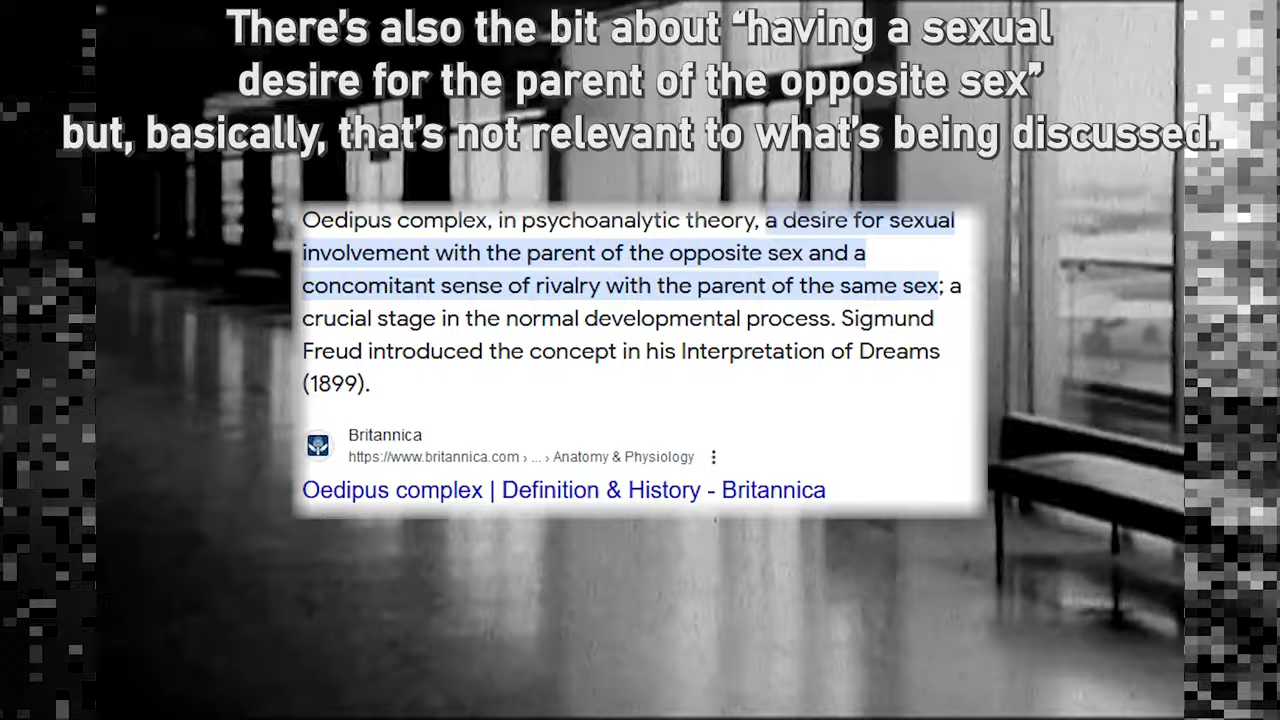 There's also the bit about “having a sexual
desire for the parent of the opposite sex”
but, basically, that's not relevant to what's being discussed.
Oedipus complex, in psychoanalytic theory, a desire for sexual
involvement with the parent of the opposite sex and a
concomitant sense of rivalry with the parent of the same sex; a
crucial stage in the normal developmental process. Sigmund
Freud introduced the concept in his Interpretation of Dreams
(1899).
Britannica
https://www.britannica.com › ... › Anatomy & Physiology
Oedipus complex | Definition & History - Britannica